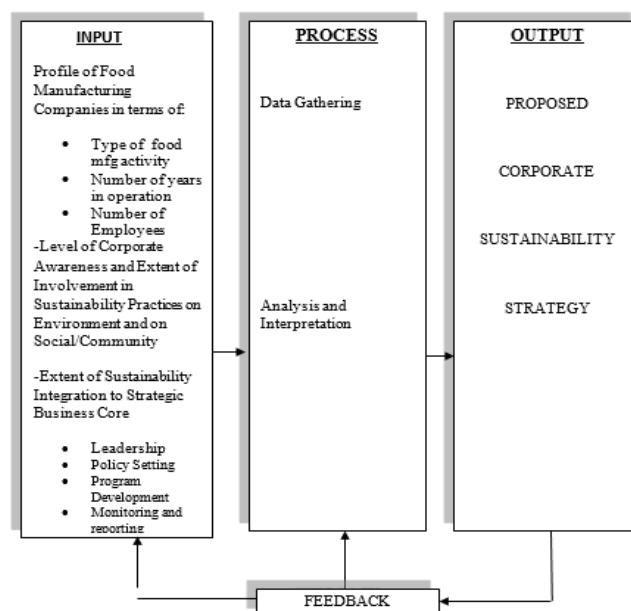 INPUT
Profile of Food
Manufacturing
Companies in terms of:
• Type of food
mfg activity
• Number of years
in operation
• Number of
Employees
-Level of Corporate
Awareness and Extent of
Involvement in
Sustainability Practices on
Environment and on
Social/Community
-Extent of Sustainability
Integration to Strategic
Business Core
• Leadership
• Policy Setting
• Program
Development
• Monitoring and
reporting
PROCESS
Data Gathering
Analysis and
Interpretation
OUTPUT
PROPOSED
CORPORATE
SUSTAINABILITY
STRATEGY
FEEDBACK